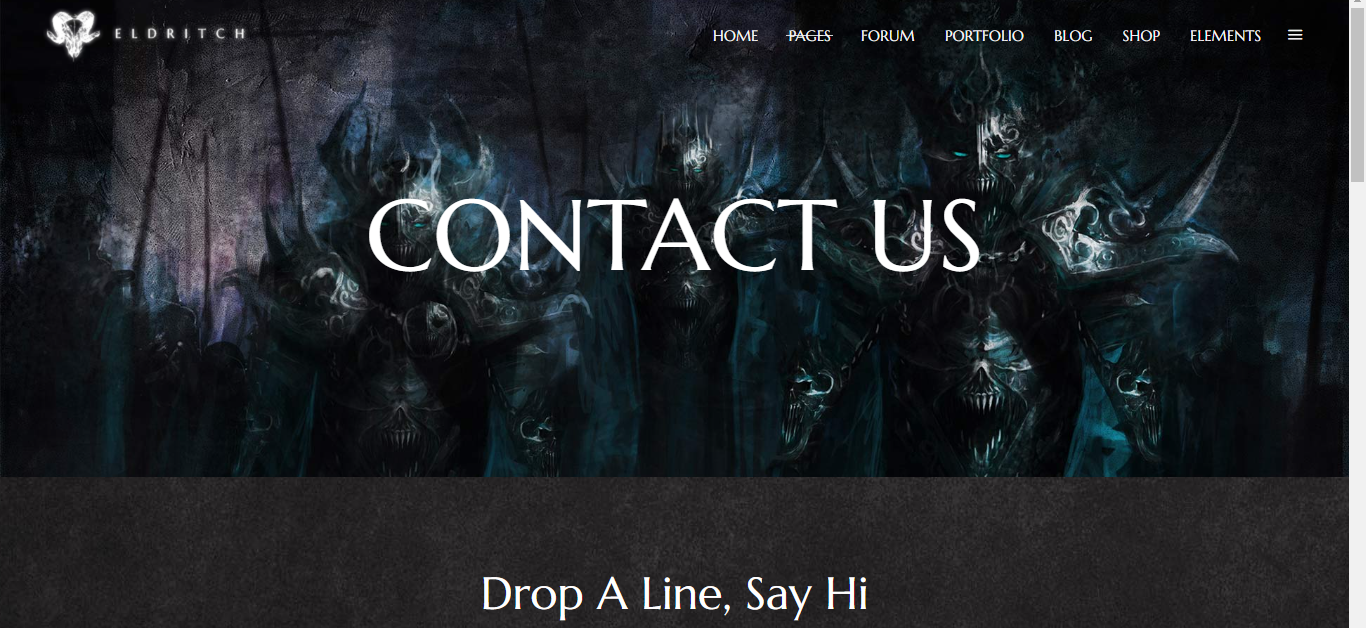 ELDRITCH
HOME PAGES FORUM PORTFOLIO BLOG SHOP ELEMENTS
CONTACT US
Drop A Line, Say Hi